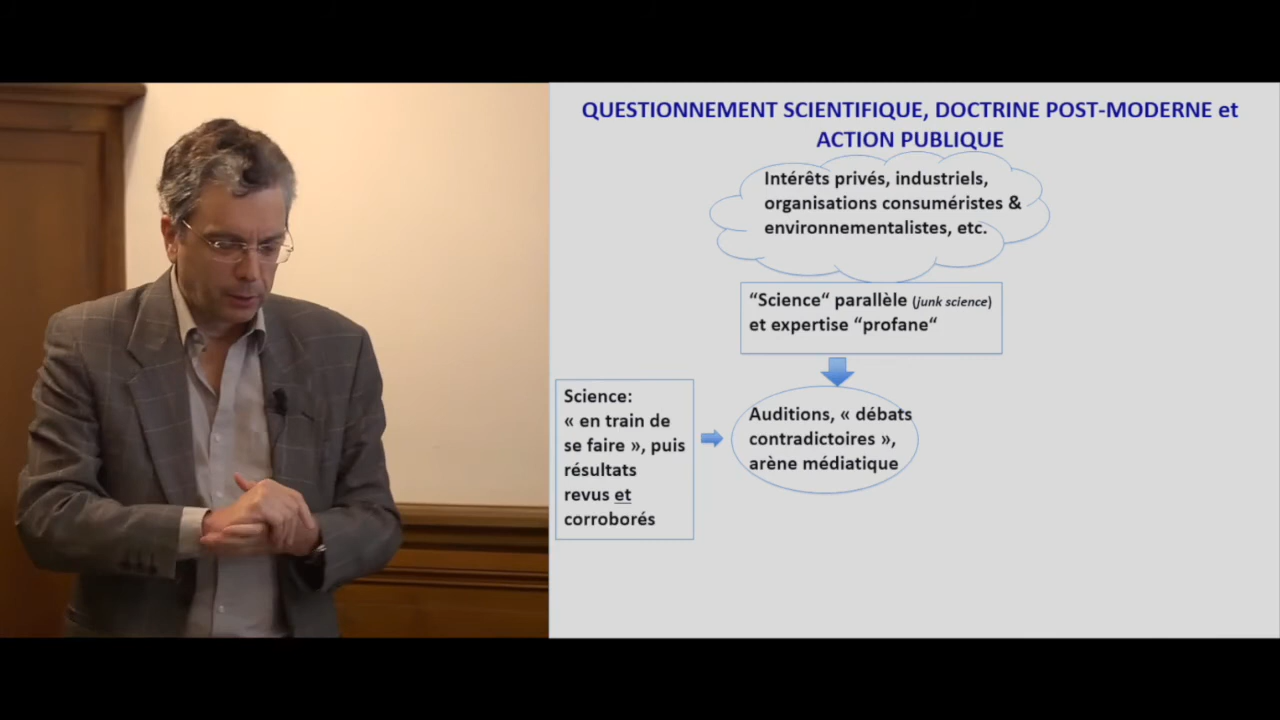 QUESTIONNEMENT SCIENTIFIQUE, DOCTRINE POST-MODERNE et
ACTION PUBLIQUE
Intérêts privés, industriels,
organisations consuméristes &
environnementalistes, etc.
“Science“ parallèle (junk science)
et expertise “profane“
Science:
« en train de
se faire », puis
résultats
revus et
corroborés
Auditions, « débats
contradictoires »,
arène médiatique